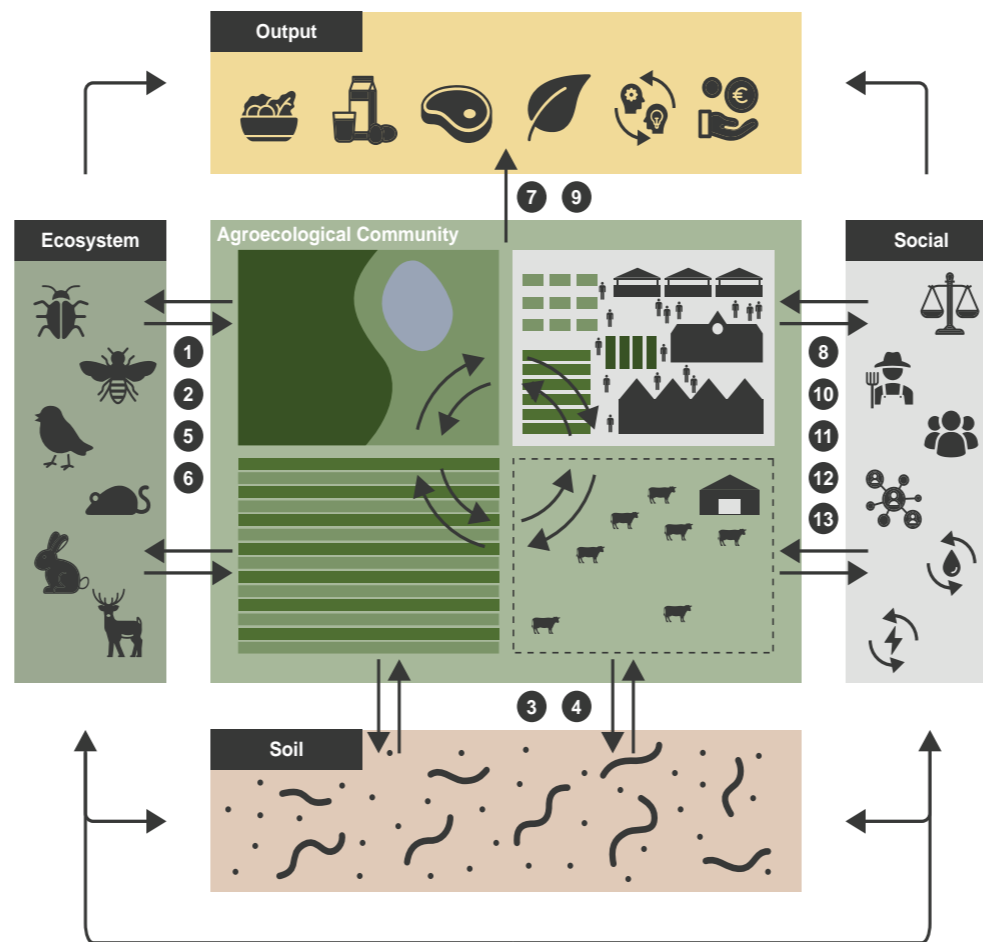 Output
€
7 9
Ecosystem
Agroecological Community
Social
1
2
5
6
8
10
11
12
13
3 4
Soil